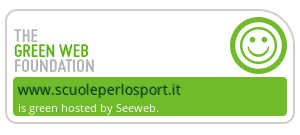 THE
GREEN WEB
FOUNDATION
www.scuoleperlosport.it
is green hosted by Seeweb.